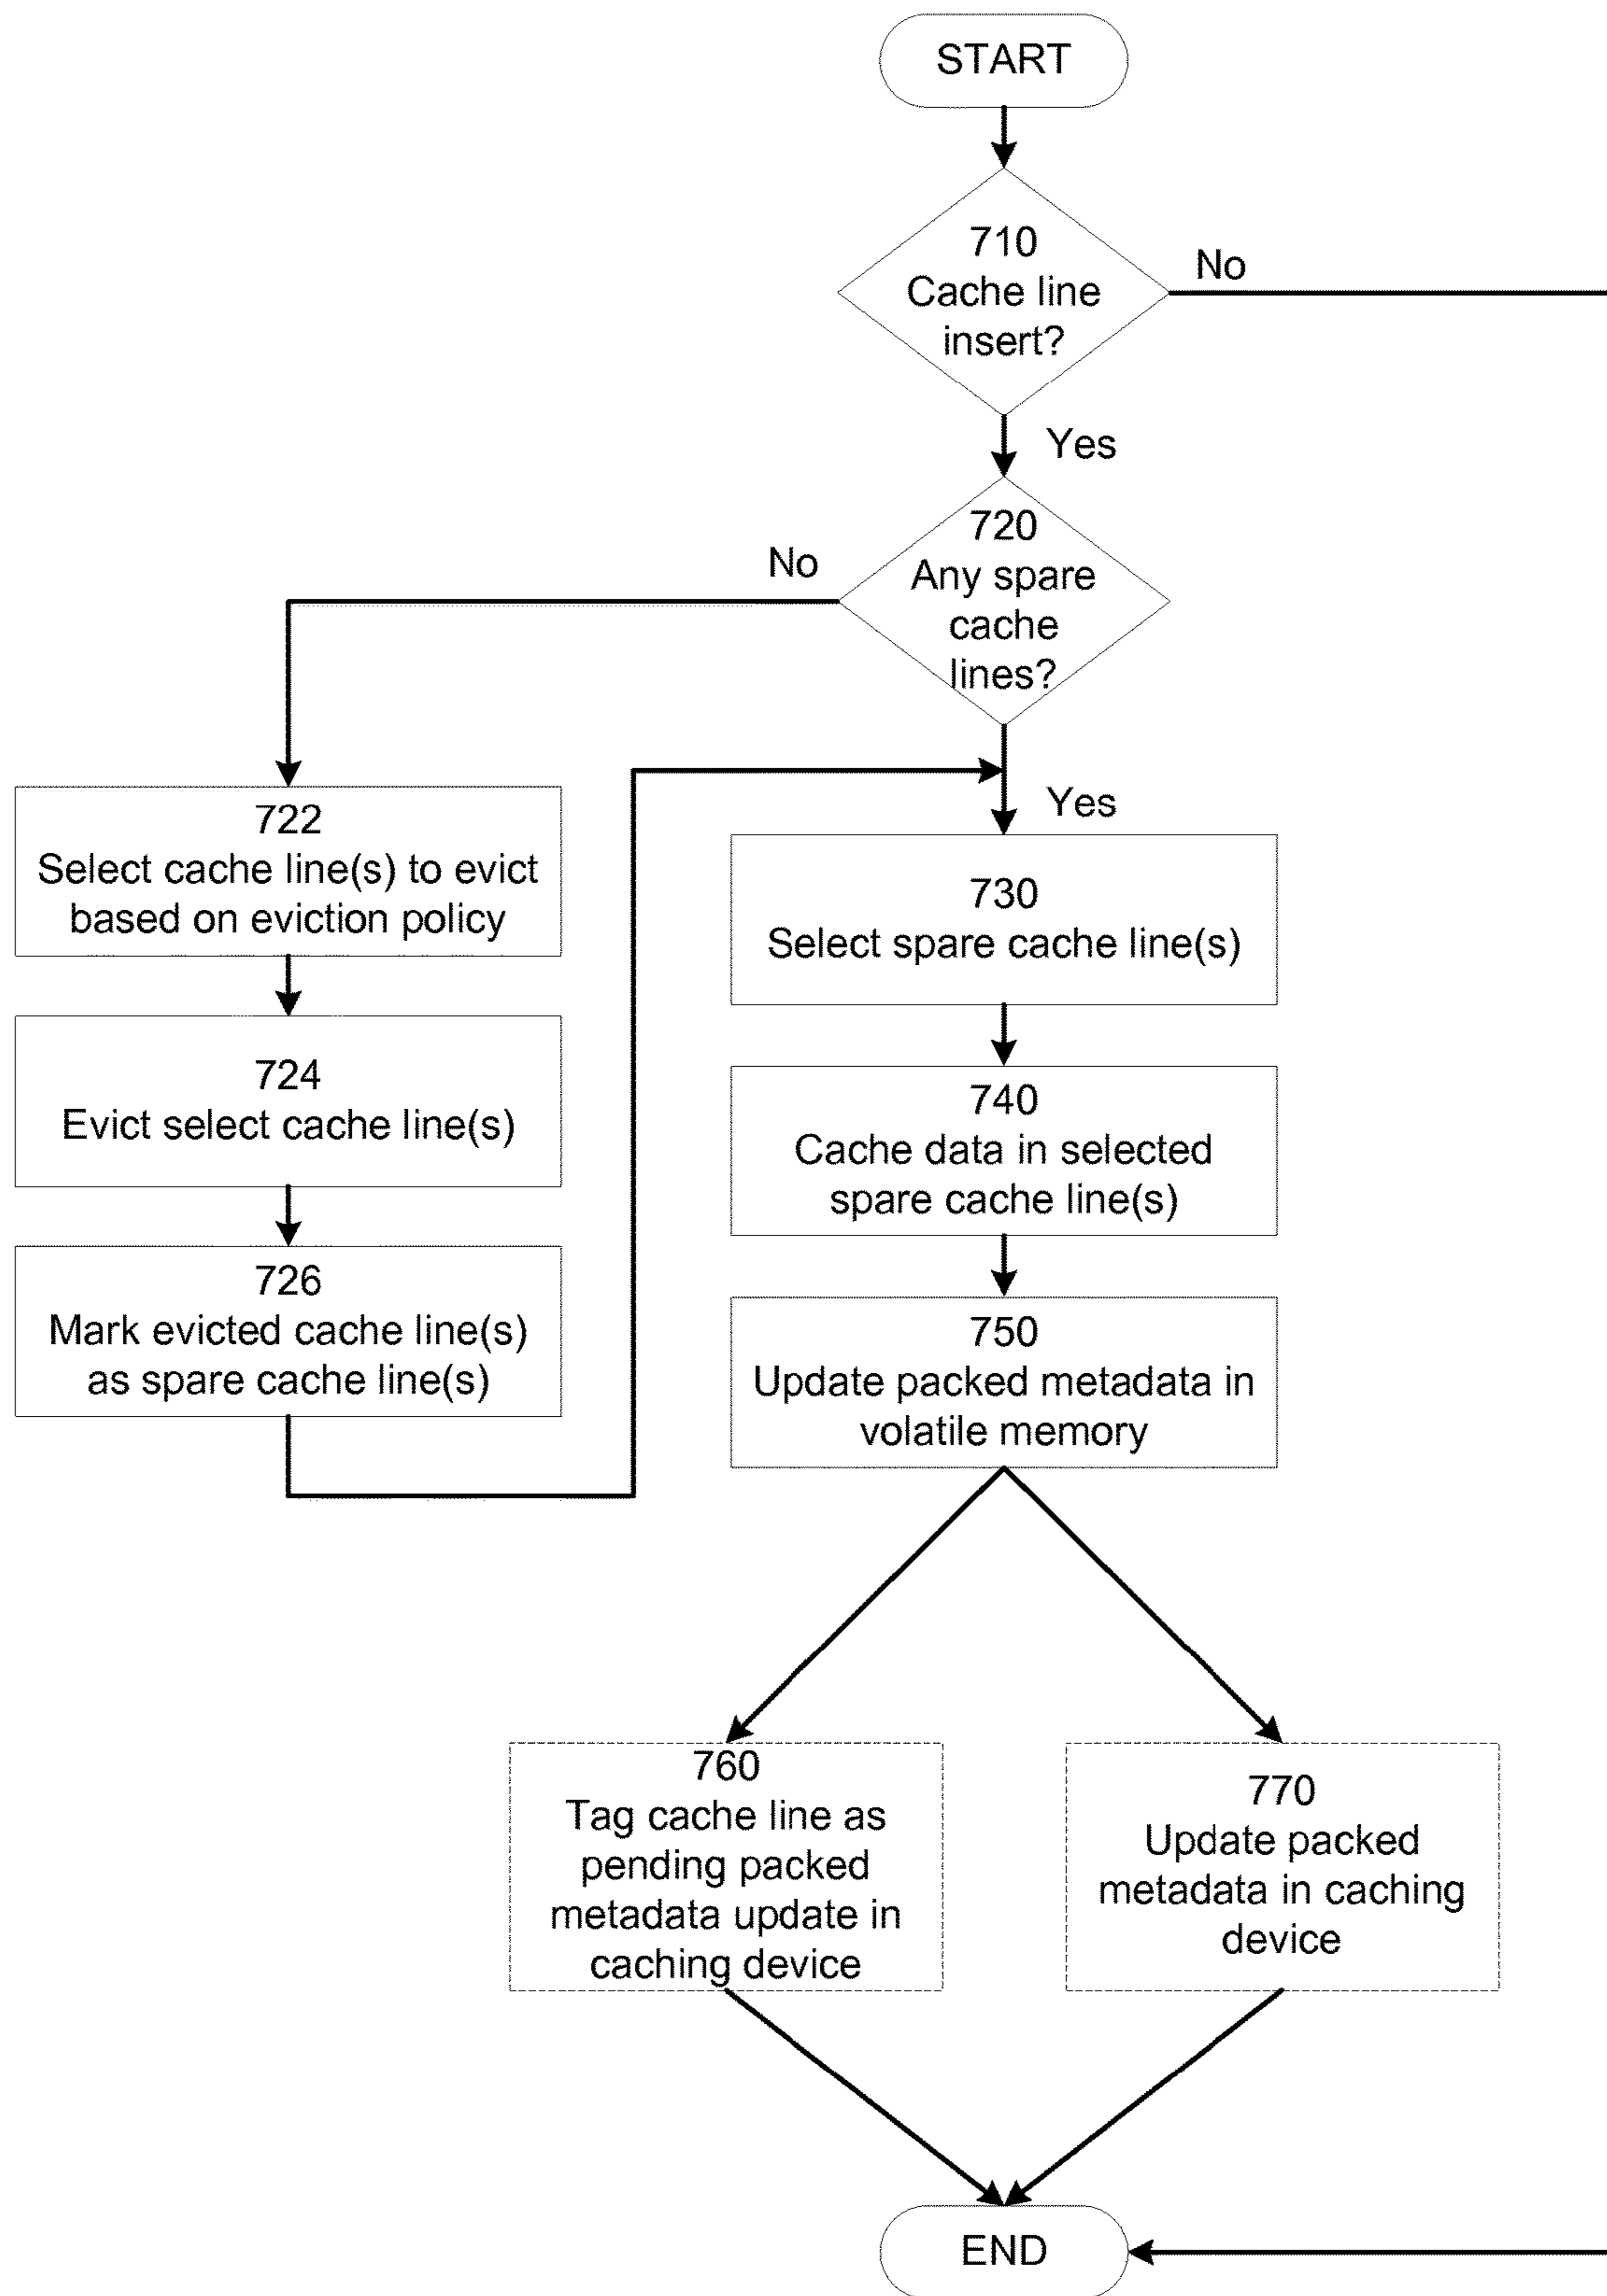 START
710
Cache line
insert?
No
Yes
720
Any spare
cache
lines?
No
Yes
722
Select cache line(s) to evict
based on eviction policy
724
Evict select cache line(s)
726
Mark evicted cache line(s)
as spare cache line(s)
730
Select spare cache line(s)
740
Cache data in selected
spare cache line(s)
750
Update packed metadata in
volatile memory
760
Tag cache line as
pending packed
metadata update in
caching device
770
Update packed
metadata in caching
device
END